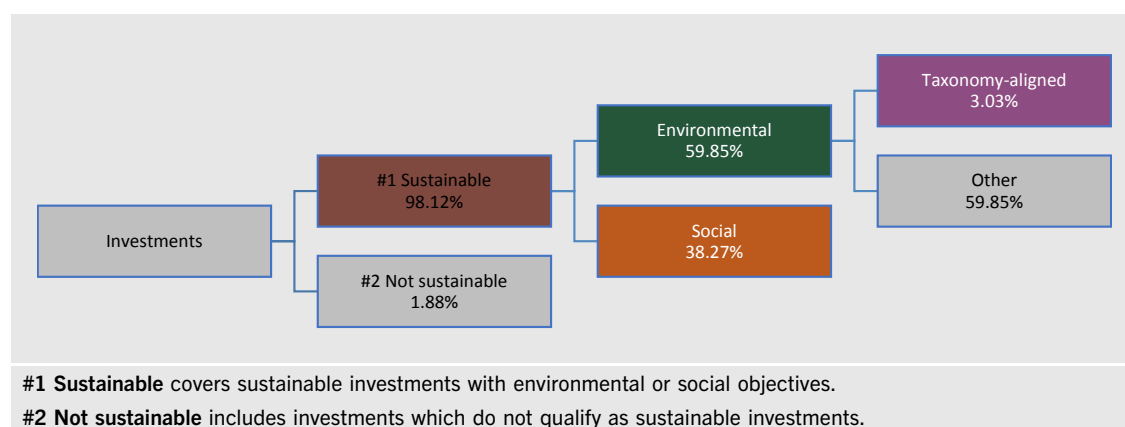 Investments
#1 Sustainable
98.12%
#2 Not sustainable
1.88%
Environmental
59.85%
Social
38.27%
Taxonomy-aligned
3.03%
Other
59.85%
#1 Sustainable covers sustainable investments with environmental or social objectives.
#2 Not sustainable includes investments which do not qualify as sustainable investments.